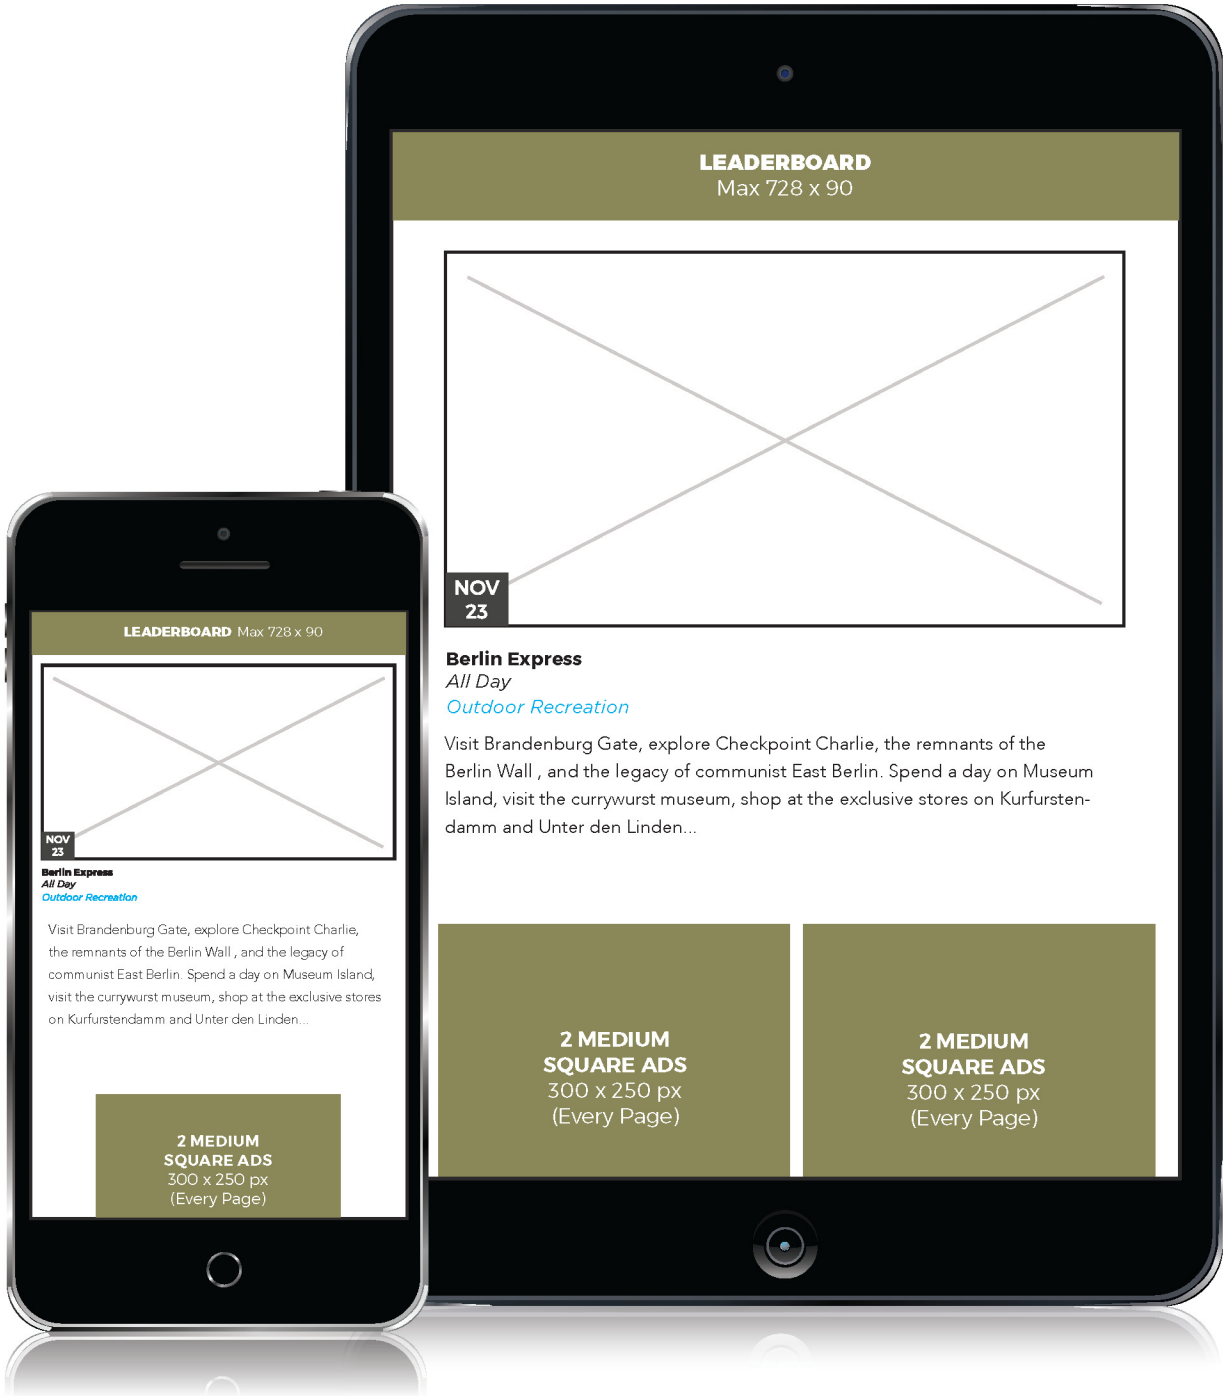 LEADERBOARD
Max 728 x 90
NOV
23
Berlin Express
All Day
Outdoor Recreation
Visit Brandenburg Gate, explore Checkpoint Charlie, the remnants of the
Berlin Wall , and the legacy of communist East Berlin. Spend a day on Museum
Island, visit the currywurst museum, shop at the exclusive stores on Kurfursten-
damm and Unter den Linden...
2 MEDIUM
SQUARE ADS
300 x 250 px
(Every Page)
2 MEDIUM
SQUARE ADS
300 x 250 px
(Every Page)
LEADERBOARD Max 728 x 90
NOV
23
Berlin Express
All Day
Outdoor Recreation
Visit Brandenburg Gate, explore Checkpoint Charlie,
the remnants of the Berlin Wall , and the legacy of
communist East Berlin. Spend a day on Museum Island,
visit the currywurst museum, shop at the exclusive stores
on Kurfurstendamm and Unter den Linden...
2 MEDIUM
SQUARE ADS
300 x 250 px
(Every Page)